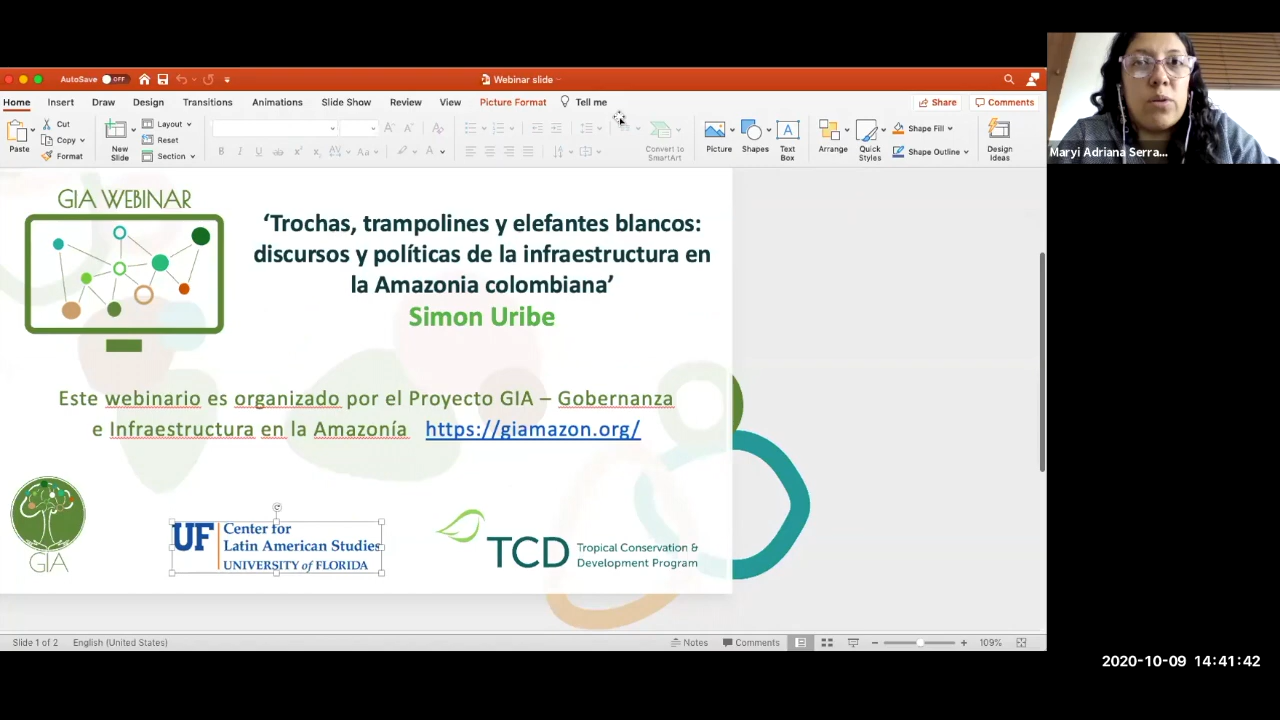 AutoSave OFF
Webinar slide
Home Insert Draw Design Transitions Animations Slide Show Review View Picture Format Tell me Share Comments
Paste
Cut
Copy
Format
New Slide
Layout
Reset
Section
Convert to SmartArt
Picture
Shapes
Text Box
Arrange
Quick Styles
Shape Fill
Shape Outline
Design Ideas
Maryi Adriana Serra...
GIA WEBINAR
‘Trochas, trampolines y elefantes blancos:
discursos y políticas de la infraestructura en
la Amazonia colombiana’
Simon Uribe
Este webinario es organizado por el Proyecto GIA – Gobernanza
e Infraestructura en la Amazonía https://giamazon.org/
GIA
UF Center for
Latin American Studies
UNIVERSITY of FLORIDA
TCD Tropical Conservation &
Development Program
Slide 1 of 2 English (United States) Notes Comments 109%
2020-10-09 14:41:42